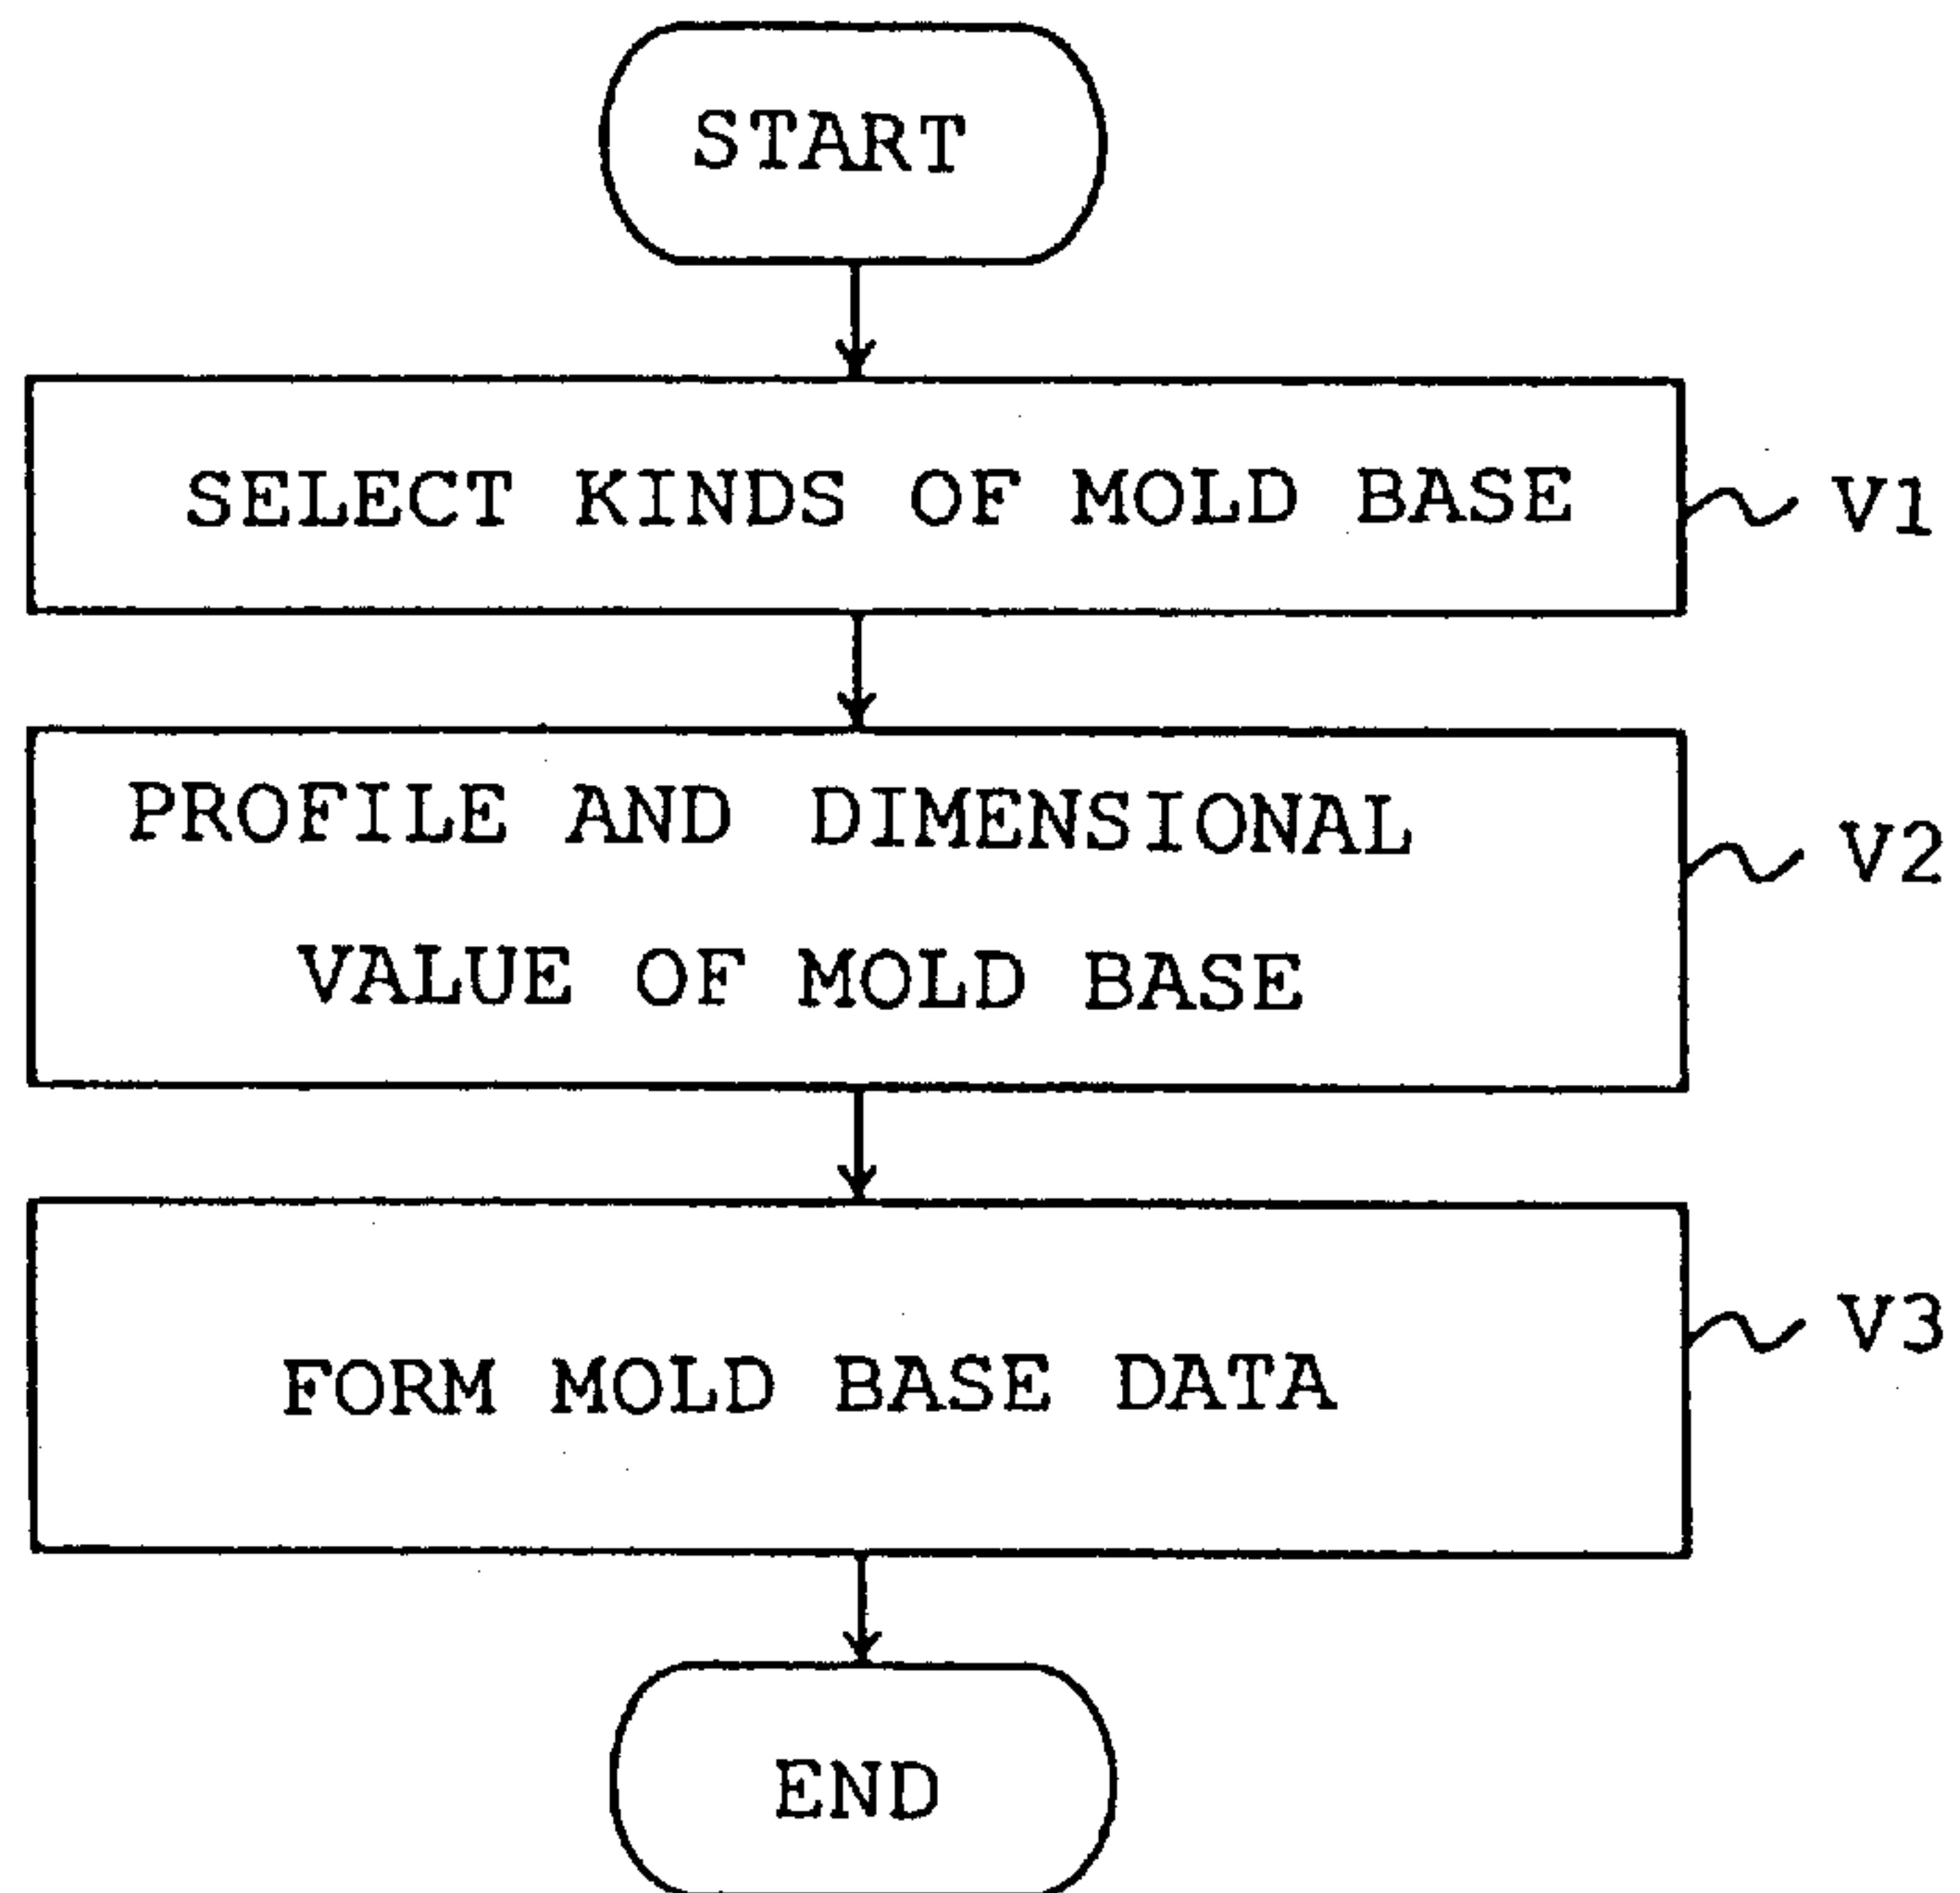 START
SELECT KINDS OF MOLD BASE
V1
PROFILE AND DIMENSIONAL
VALUE OF MOLD BASE
V2
FORM MOLD BASE DATA
V3
END